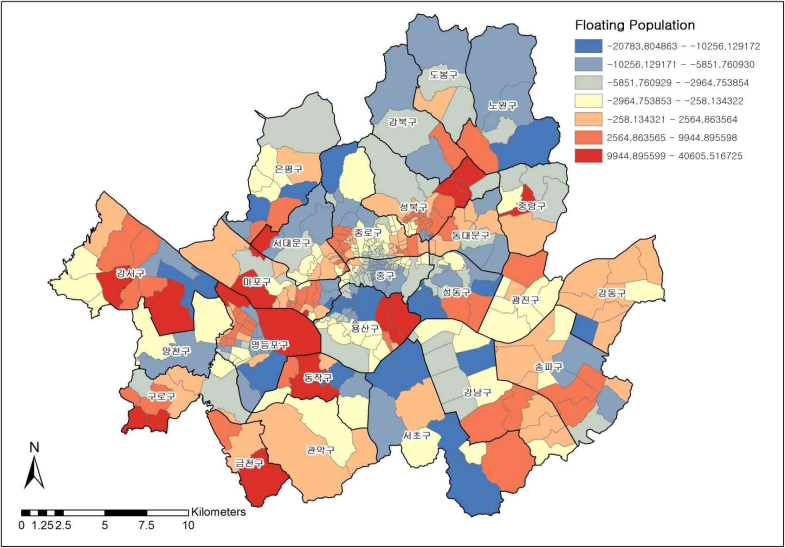 Floating Population
-20783.804863 - -10256.129172
-10256.129171 - -5851.760930
-5851.760929 - -2964.753854
-2964.753853 - -258.134322
-258.134321 - 2564.863564
2564.863565 - 9944.895598
9944.895599 - 40605.516725
도봉구
노원구
강북구
은평구
성북구
중랑구
종로구
서대문구
동대문구
강서구
마포구
중구
성동구
광진구
강동구
용산구
영등포구
양천구
송파구
동작구
강남구
구로구
서초구
관악구
금천구
N
Kilometers
0 1.25 2.5 5 7.5 10